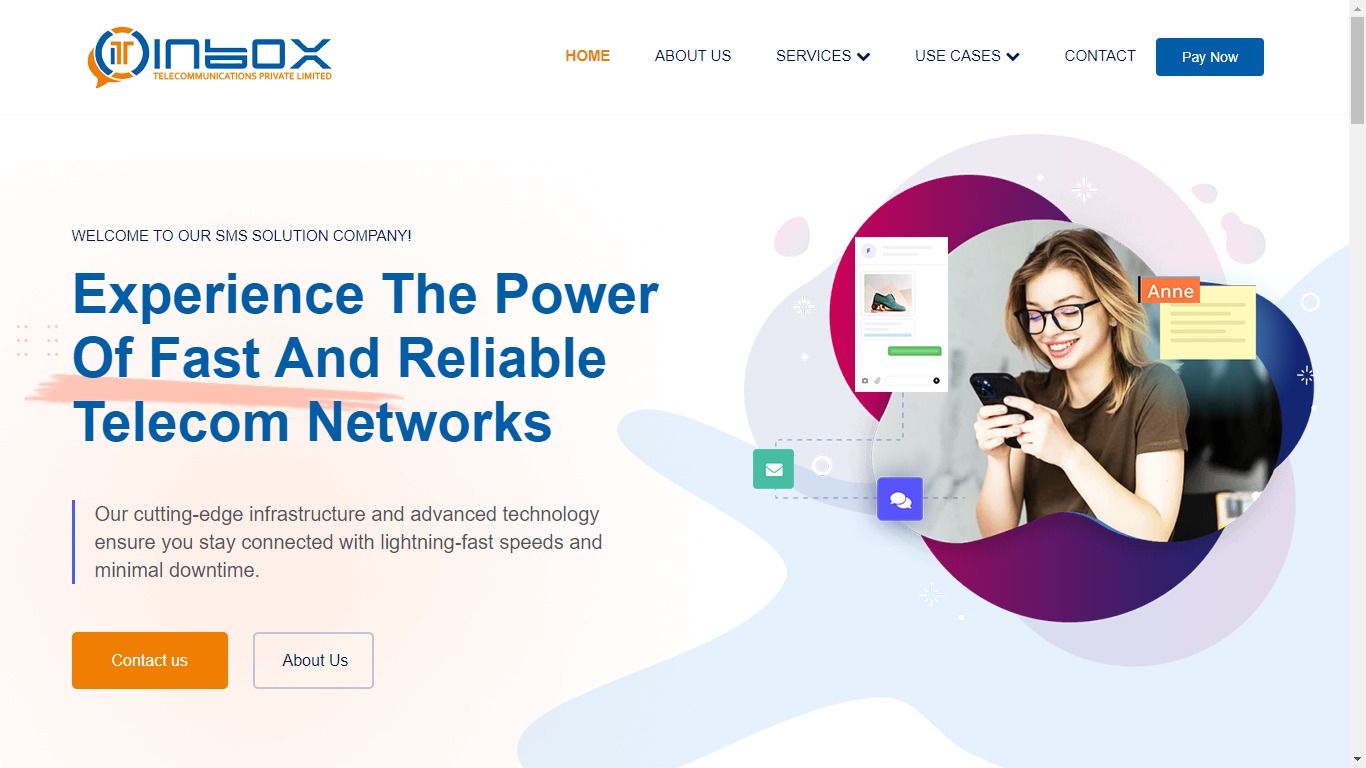 iT inbox
TELECOMMUNICATIONS PRIVATE LIMITED
HOME
ABOUT US
SERVICES
USE CASES
CONTACT
Pay Now
WELCOME TO OUR SMS SOLUTION COMPANY!
Experience The Power
Of Fast And Reliable
Telecom Networks
F
Anne
Our cutting-edge infrastructure and advanced technology
ensure you stay connected with lightning-fast speeds and
minimal downtime.
Contact us
About Us